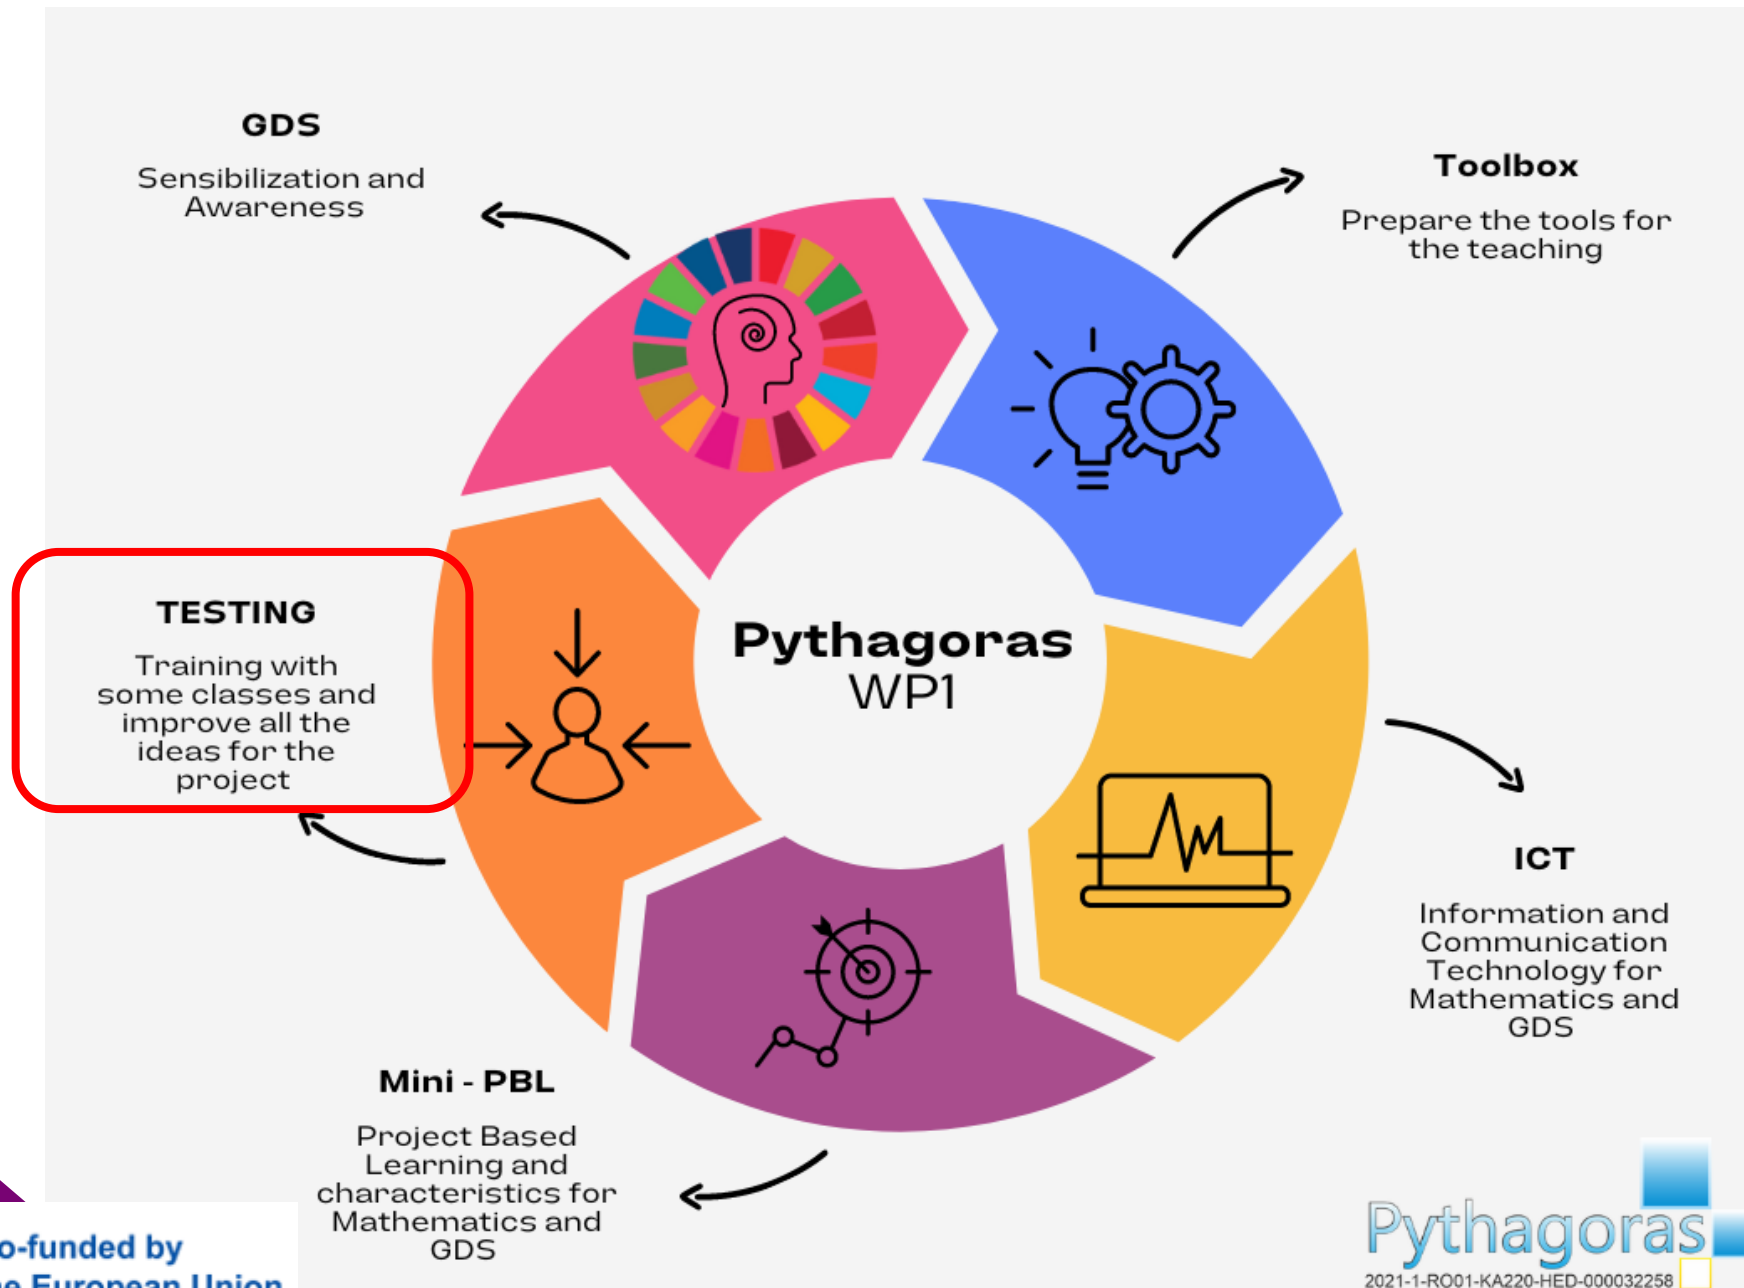 GDS
Sensibilization and
Awareness
Toolbox
Prepare the tools for
the teaching
TESTING
Training with
some classes and
improve all the
ideas for the
project
Pythagoras
WP1
ICT
Information and
Communication
Technology for
Mathematics and
GDS
Mini - PBL
Project Based
Learning and
characteristics for
Mathematics and
GDS
o-funded by
e European Union
Pythagoras
2021-1-RO01-KA220-HED-000032258